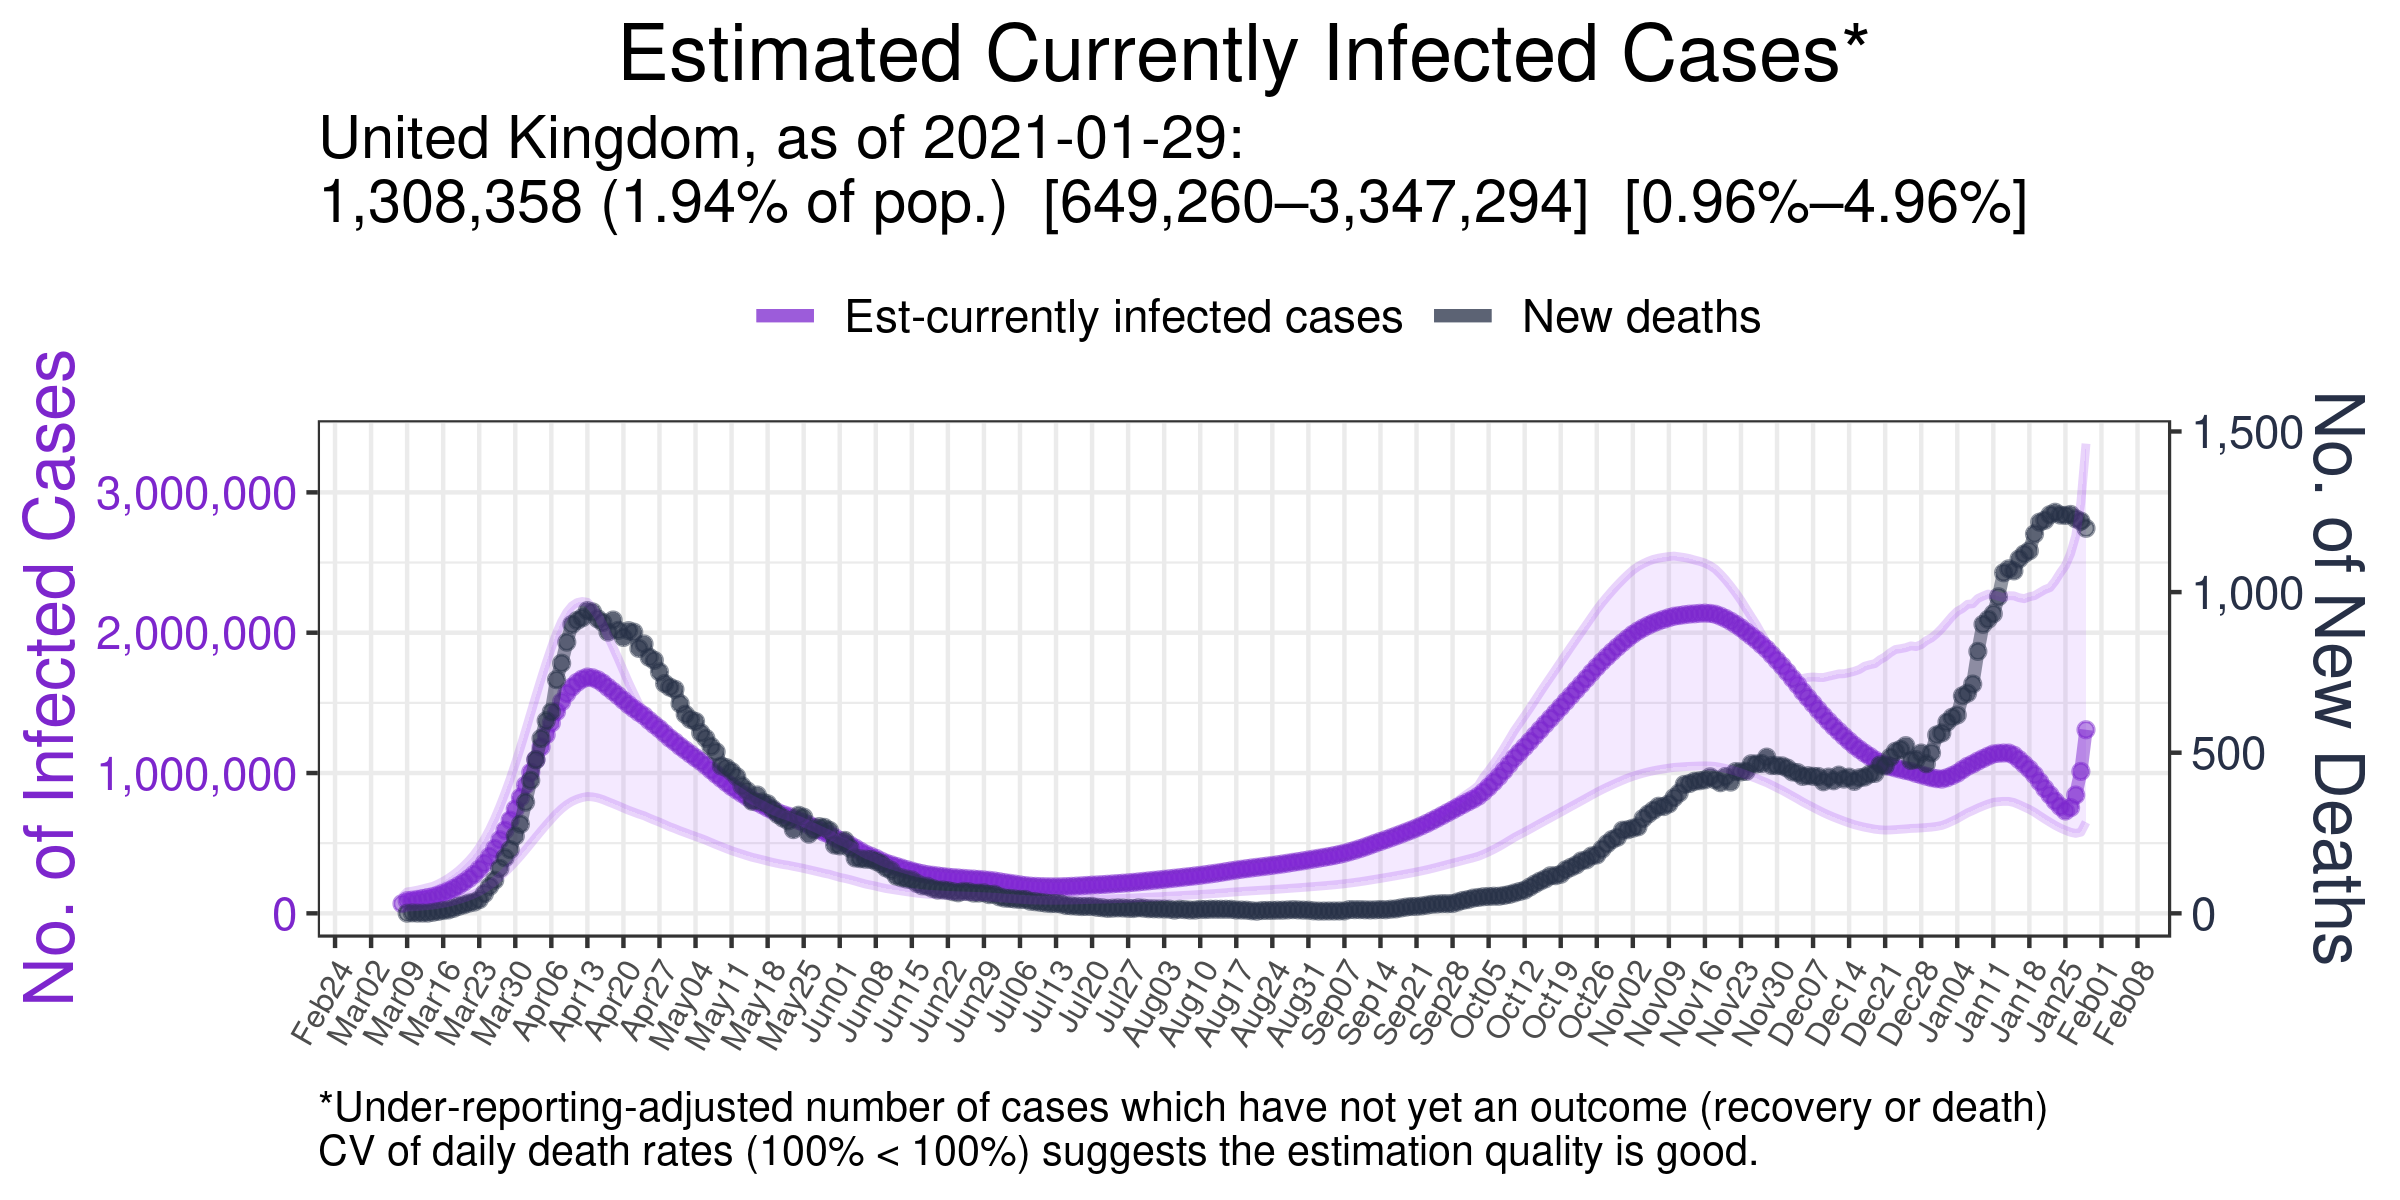 Estimated Currently Infected Cases*
United Kingdom, as of 2021-01-29:
1,308,358 (1.94% of pop.) [649,260–3,347,294] [0.96%–4.96%]
Est-currently infected cases New deaths
No. of Infected Cases
3,000,000
2,000,000
1,000,000
0
1,500
1,000
500
0
No. of New Deaths
Feb24 Mar02 Mar09 Mar16 Mar23 Mar30 Apr06 Apr13 Apr20 Apr27 May04 May11 May18 May25 Jun01 Jun08 Jun15 Jun22 Jun29 Jul06 Jul13 Jul20 Jul27 Aug03 Aug10 Aug17 Aug24 Aug31 Sep07 Sep14 Sep21 Sep28 Oct05 Oct12 Oct19 Oct26 Nov02 Nov09 Nov16 Nov23 Nov30 Dec07 Dec14 Dec21 Dec28 Jan04 Jan11 Jan18 Jan25 Feb01 Feb08
*Under-reporting-adjusted number of cases which have not yet an outcome (recovery or death)
CV of daily death rates (100% < 100%) suggests the estimation quality is good.